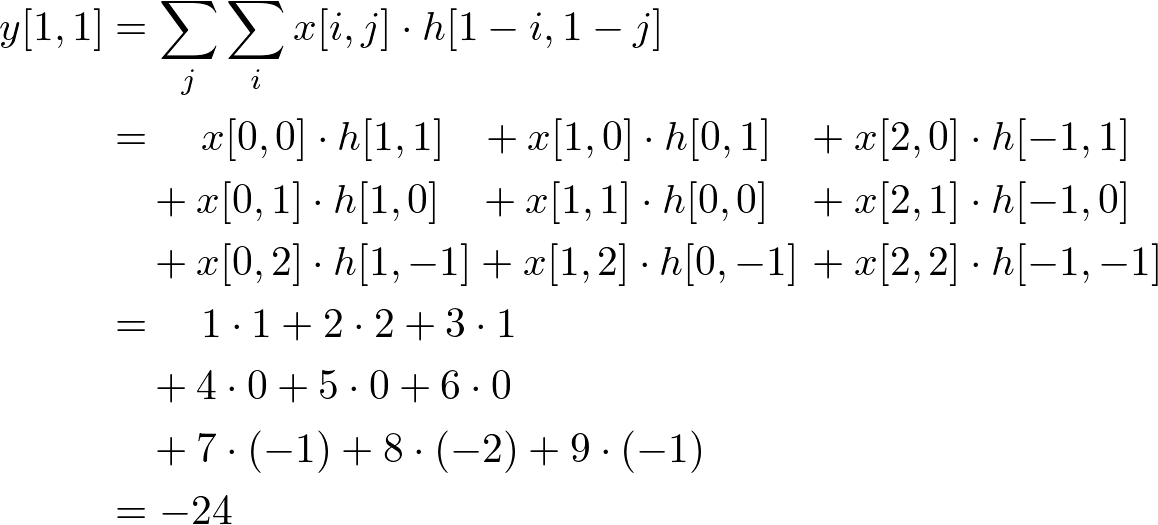 y[1, 1] = ∑_j ∑_i x[i, j] · h[1 − i, 1 − j]
= x[0, 0] · h[1, 1] + x[1, 0] · h[0, 1] + x[2, 0] · h[−1, 1]
+ x[0, 1] · h[1, 0] + x[1, 1] · h[0, 0] + x[2, 1] · h[−1, 0]
+ x[0, 2] · h[1, −1] + x[1, 2] · h[0, −1] + x[2, 2] · h[−1, −1]
= 1 · 1 + 2 · 2 + 3 · 1
+ 4 · 0 + 5 · 0 + 6 · 0
+ 7 · (−1) + 8 · (−2) + 9 · (−1)
= −24